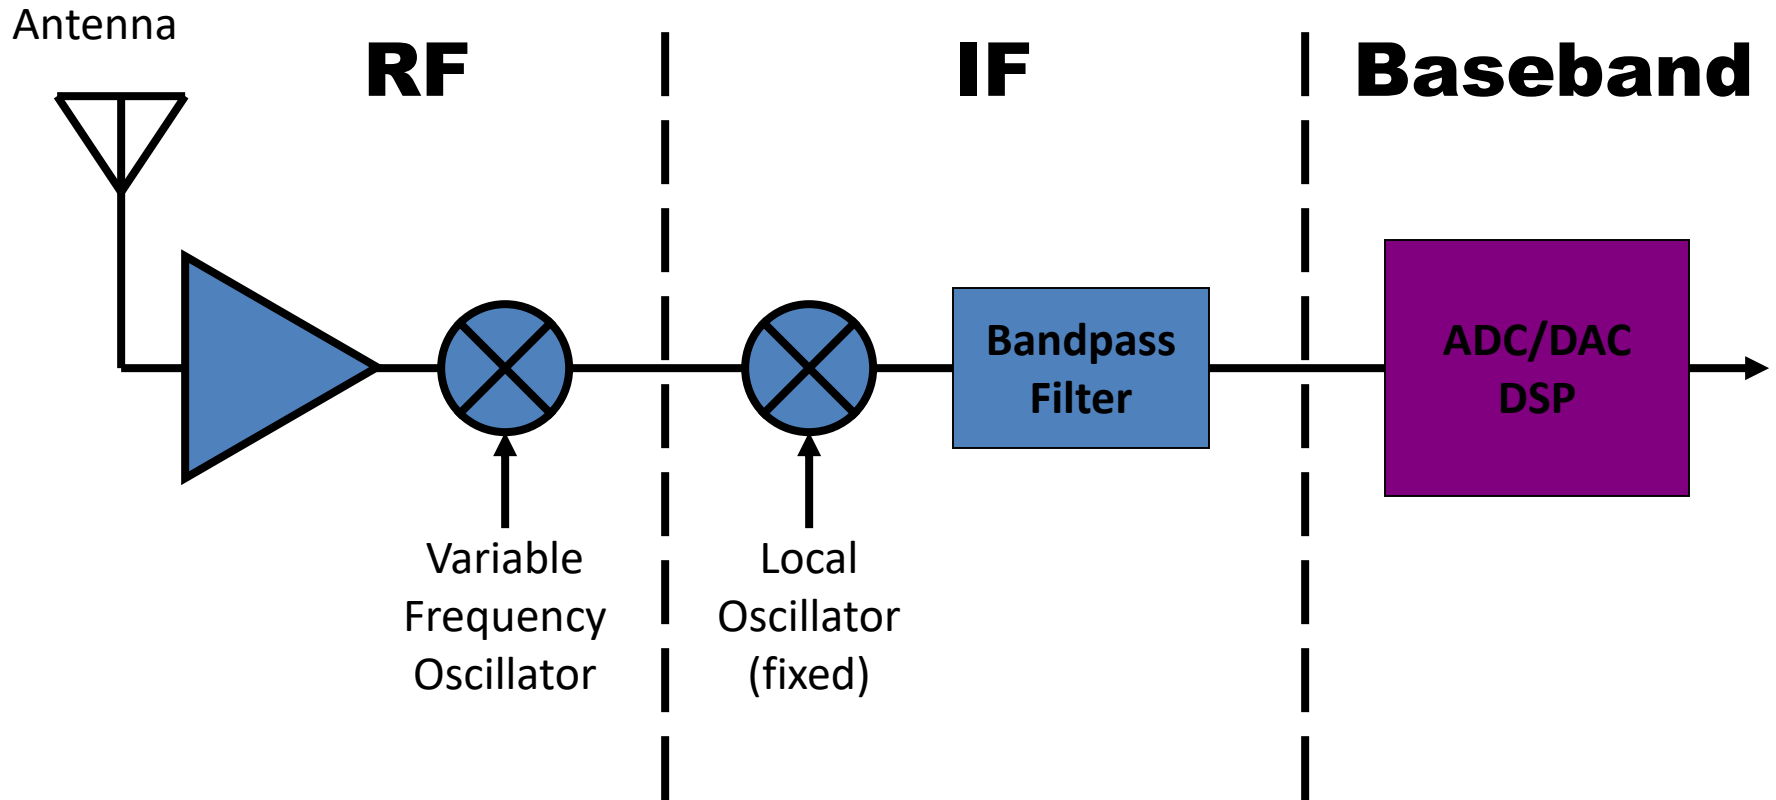 Antenna
RF
IF
Baseband
Bandpass
Filter
ADC/DAC
DSP
Variable
Frequency
Oscillator
Local
Oscillator
(fixed)